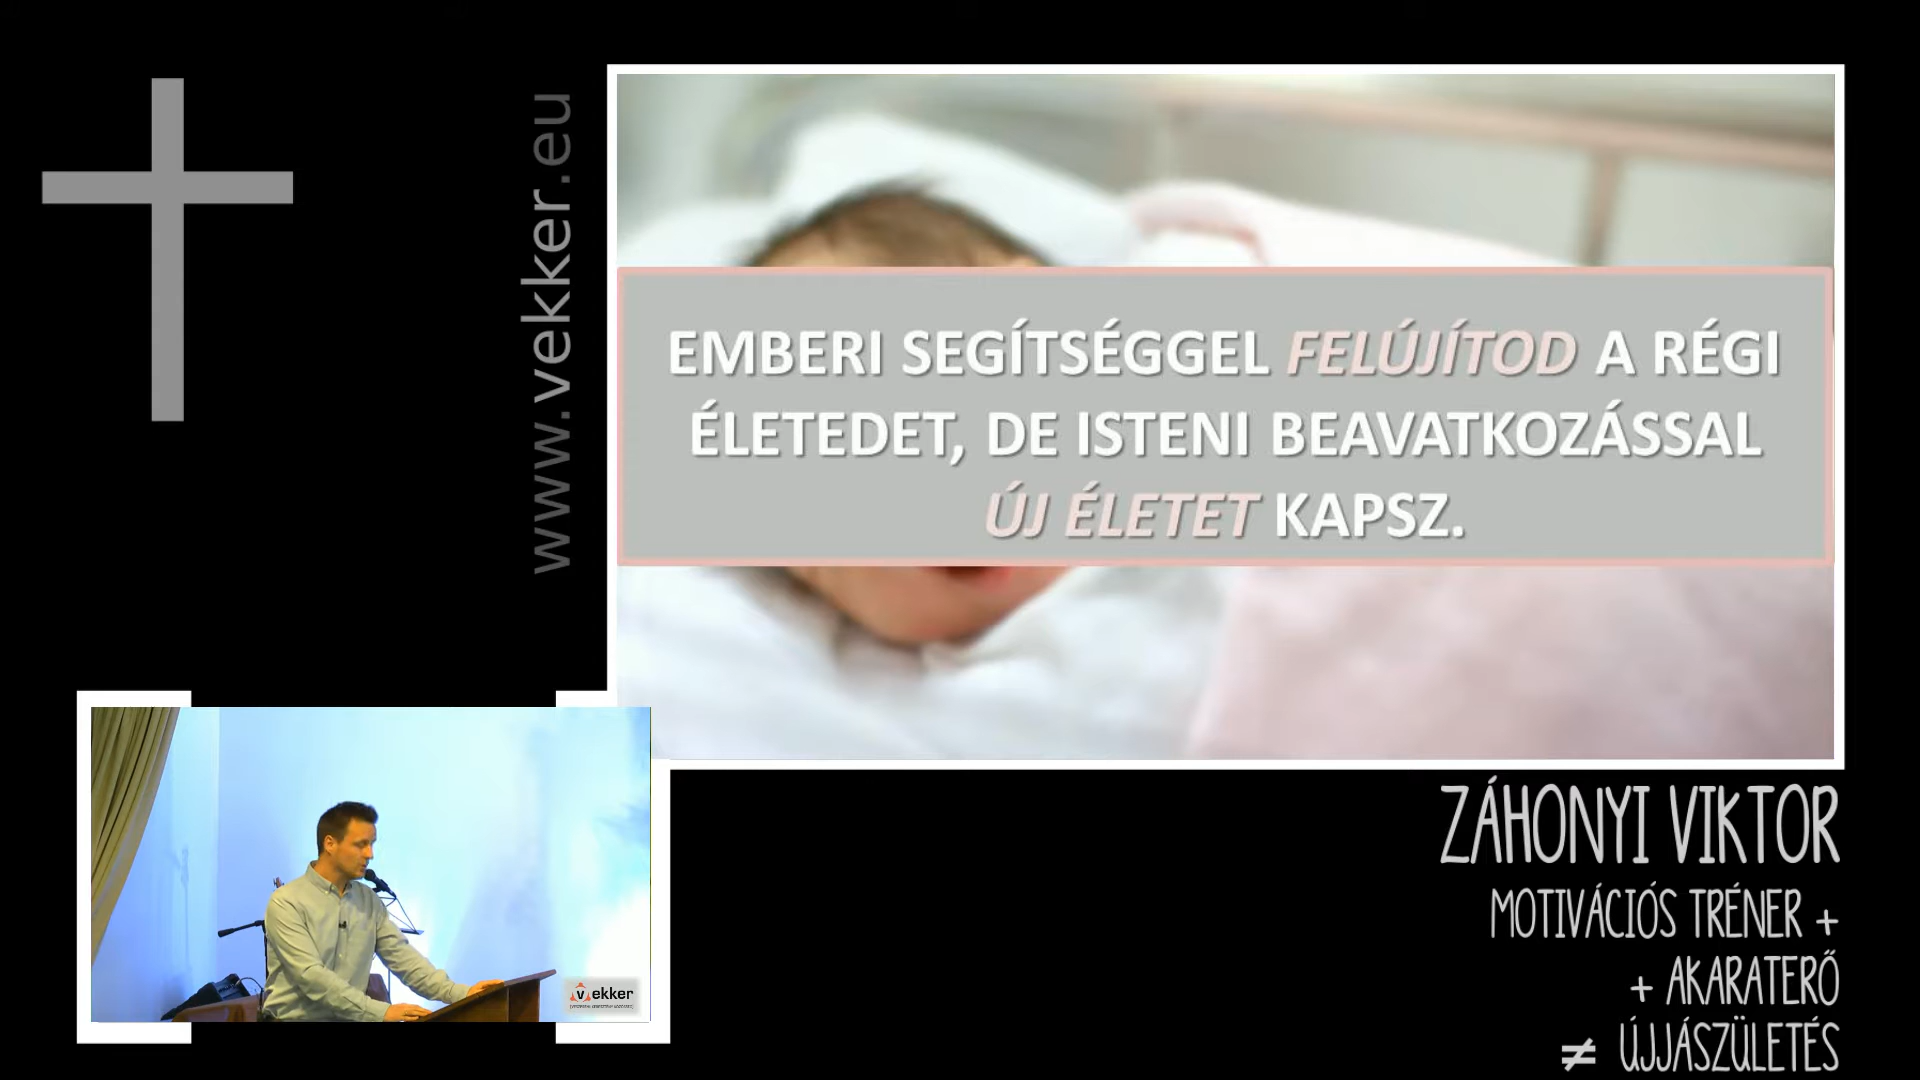 www.vekker.eu
EMBERI SEGÍTSÉGGEL FELÚJÍTOD A RÉGI
ÉLETEDET, DE ISTENI BEAVATKOZÁSSAL
ÚJ ÉLETET KAPSZ.
vekker
ZÁHONYI VIKTOR
MOTIVÁCIÓS TRÉNER +
+ AKARATERŐ
≠ ÚJJÁSZÜLETÉS